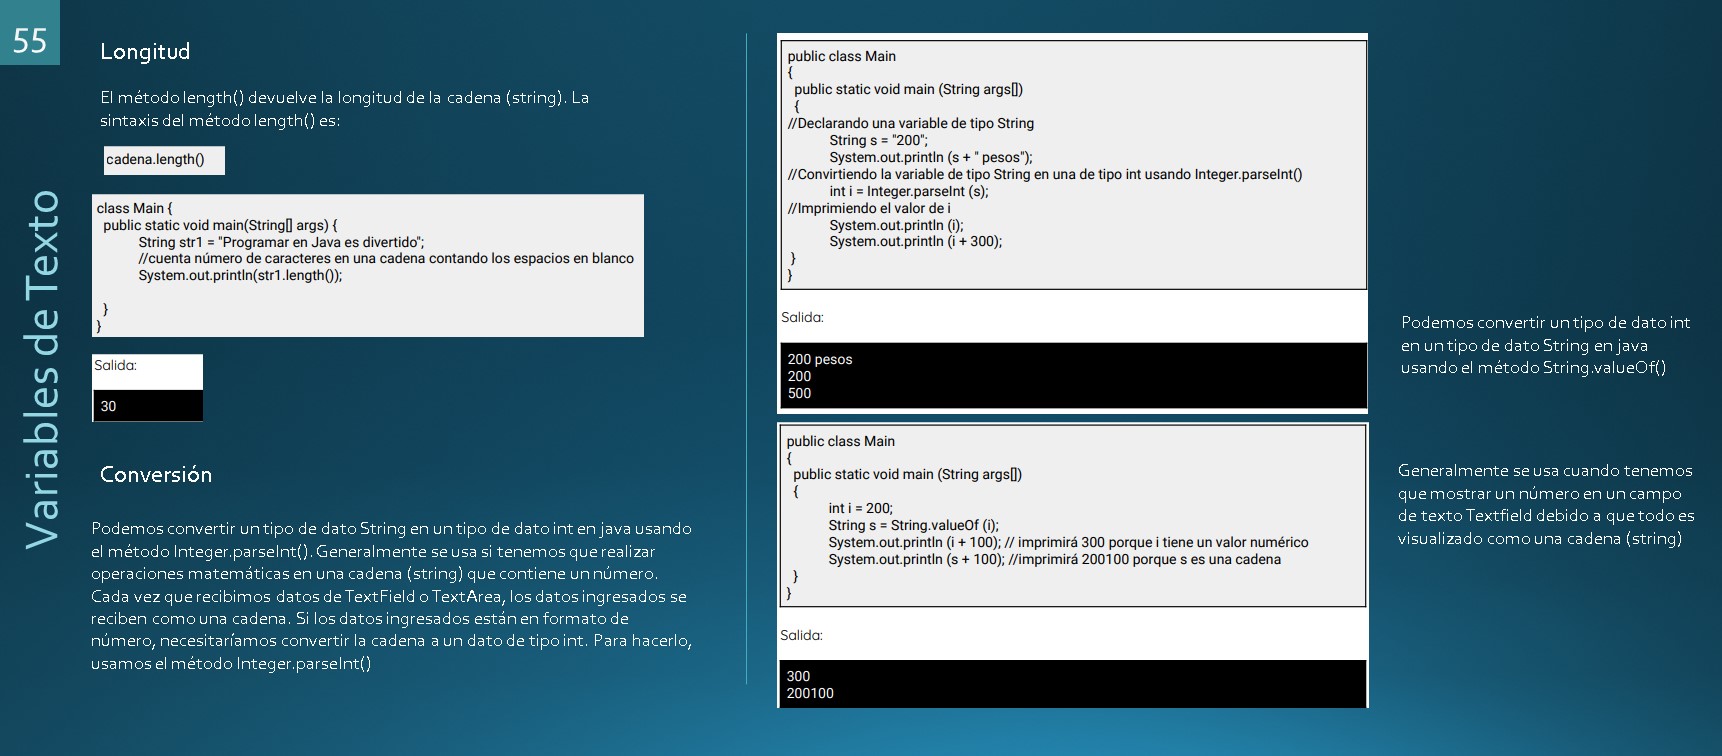 55
Variables de Texto
Longitud
El método length() devuelve la longitud de la cadena (string). La
sintaxis del método length() es:
cadena.length()
class Main {
public static void main(String[] args) {
String str1 = "Programar en Java es divertido";
//cuenta número de caracteres en una cadena contando los espacios en blanco
System.out.println(str1.length());
}
}
Salida:
30
Conversión
Podemos convertir un tipo de dato String en un tipo de dato int en java usando
el método Integer.parseInt(). Generalmente se usa si tenemos que realizar
operaciones matemáticas en una cadena (string) que contiene un número.
Cada vez que recibimos datos de TextField o TextArea, los datos ingresados se
reciben como una cadena. Si los datos ingresados están en formato de
número, necesitaríamos convertir la cadena a un dato de tipo int. Para hacerlo,
usamos el método Integer.parseInt()
public class Main
{
public static void main (String args[])
{
//Declarando una variable de tipo String
String s = "200";
System.out.println (s + " pesos");
//Convirtiendo la variable de tipo String en una de tipo int usando Integer.parseInt()
int i = Integer.parseInt (s);
//Imprimiendo el valor de i
System.out.println (i);
System.out.println (i + 300);
}
}
Salida:
200 pesos
200
500
public class Main
{
public static void main (String args[])
{
int i = 200;
String s = String.valueOf (i);
System.out.println (i + 100); // imprimirá 300 porque i tiene un valor numérico
System.out.println (s + 100); //imprimirá 200100 porque s es una cadena
}
}
Salida:
300
200100
Podemos convertir un tipo de dato int
en un tipo de dato String en java
usando el método String.valueOf()
Generalmente se usa cuando tenemos
que mostrar un número en un campo
de texto Textfield debido a que todo es
visualizado como una cadena (string)